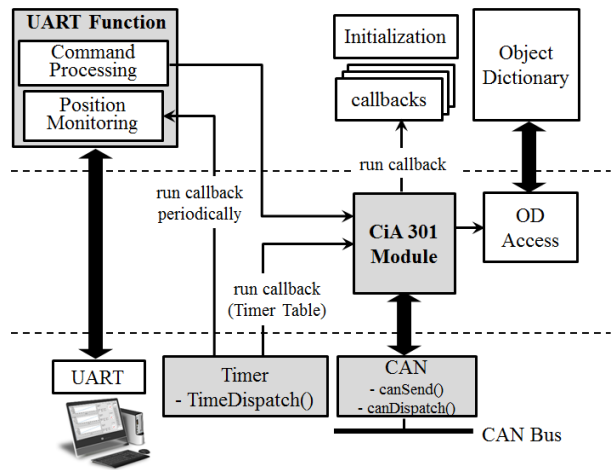 UART Function
Command
Processing
Position
Monitoring
Initialization
callbacks
Object
Dictionary
run callback
run callback
periodically
CiA 301
Module
OD
Access
run callback
(Timer Table)
UART
Timer
- TimeDispatch()
CAN
- canSend()
- canDispatch()
CAN Bus